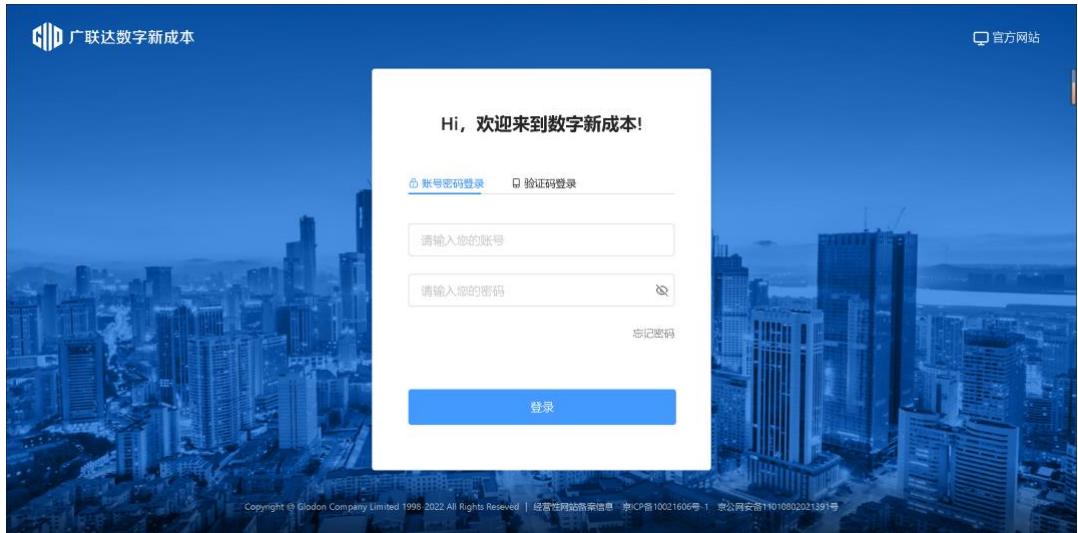 广联达数字新成本
官方网站
Hi，欢迎来到数字新成本!
账号密码登录 验证码登录
请输入您的账号
请输入您的密码
忘记密码
登录
Copyright © Glodon Company Limited 1998-2022 All Rights Reseved | 经营性网站备案信息 京ICP备10021606号-1 京公网安备11010802021391号